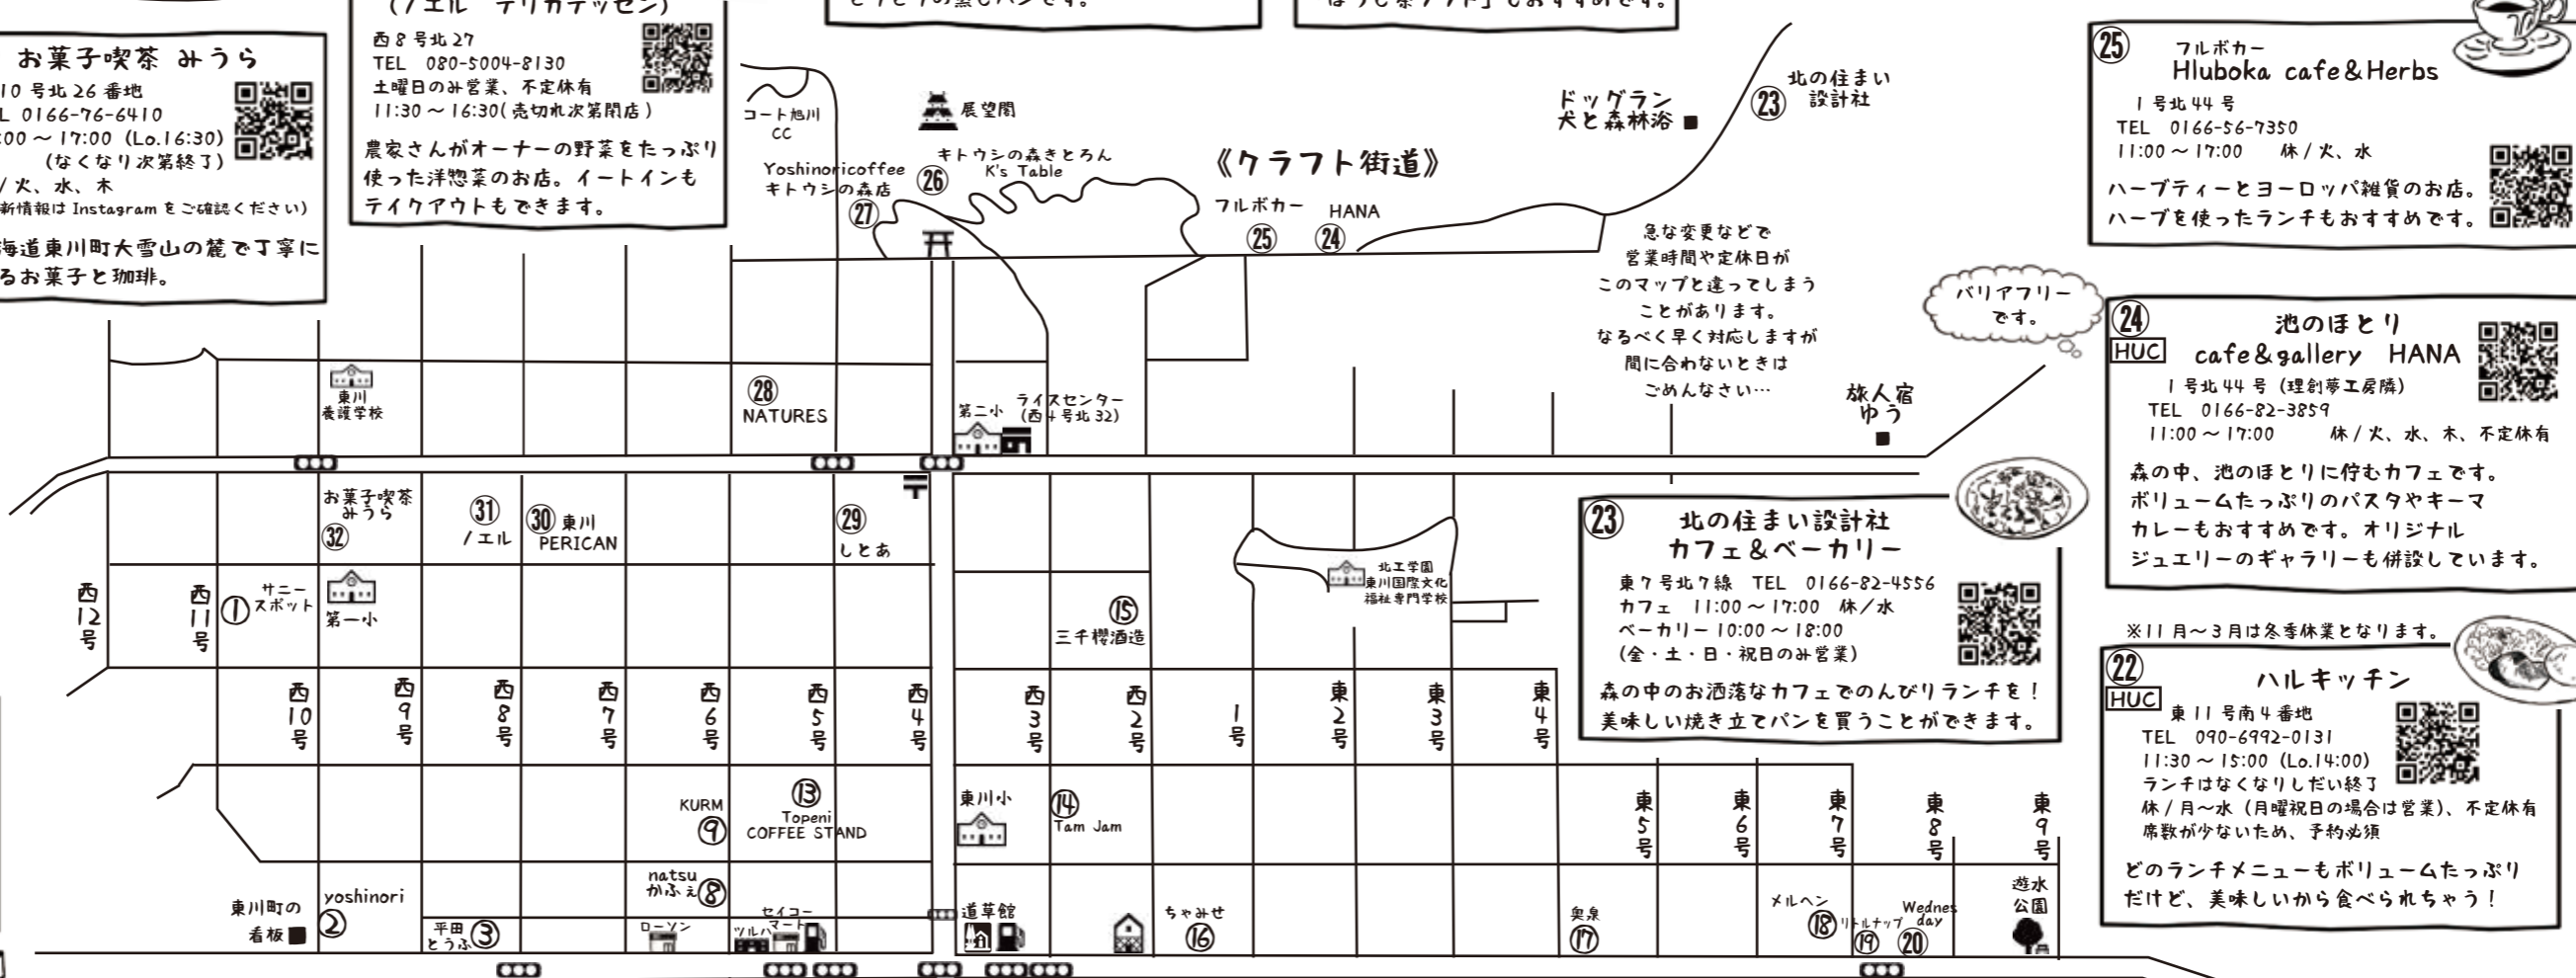 (ノエル デリカテッセン)
西8号北27
TEL 080-5004-8130
土曜日のみ営業、不定休有
11:30～16:30(売切れ次第閉店)
農家さんがオーナーの野菜をたっぷり
使った洋惣菜のお店。イートインも
テイクアウトもできます。
お菓子喫茶 みうら
10号北26番地
L 0166-76-6410
:00～17:00 (Lo.16:30)
(なくなり次第終了)
/火、水、木
新情報はInstagramをご確認ください)
海道東川町大雪山の麓で丁寧に
るお菓子と珈琲。
コート旭川
CC
展望閣
Yoshinoricoffee
キトウシの森店
27
26
キトウシの森きとろん
K's Table
《クラフト街道》
フルボカー
25
HANA
24
ドッグラン
犬と森林浴
23
北の住まい
設計社
急な変更などで
営業時間や定休日が
このマップと違ってしまう
ことがあります。
なるべく早く対応しますが
間に合わないときは
ごめんなさい…
旅人宿
ゆう
25
フルボカー
Hluboka cafe&Herbs
1号北44号
TEL 0166-56-7350
11:00～17:00 休/火、水
ハーブティーとヨーロッパ雑貨のお店。
ハーブを使ったランチもおすすめです。
バリアフリー
です。
24
HUC
池のほとり
cafe&gallery HANA
1号北44号(理創夢工房隣)
TEL 0166-82-3859
11:00～17:00 休/火、水、木、不定休有
森の中、池のほとりに佇むカフェです。
ボリュームたっぷりのパスタやキーマ
カレーもおすすめです。オリジナル
ジュエリーのギャラリーも併設しています。
23
北の住まい設計社
カフェ&ベーカリー
東7号北7線 TEL 0166-82-4556
カフェ 11:00～17:00 休/水
ベーカリー10:00～18:00
(金・土・日・祝日のみ営業)
森の中のお洒落なカフェでのんびりランチを!
美味しい焼き立てパンを買うことができます。
※11月～3月は冬季休業となります。
22
HUC
ハルキッチン
東11号南4番地
TEL 090-6992-0131
11:30～15:00 (Lo.14:00)
ランチはなくなりしだい終了
休/月～水(月曜祝日の場合は営業)、不定休有
席数が少ないため、予約必須
どのランチメニューもボリュームたっぷり
だけど、美味しいから食べられちゃう!
東川
養護学校
28
NATURES
第二小
ライスセンター
(西4号北32)
お菓子喫茶
みうら
32
31
ノエル
30
東川
PERICAN
29
しとあ
〒
西12号
西11号
1
サニー
スポット
第一小
15
三千櫻酒造
北工学園
東川国際文化
福祉専門学校
西10号
西9号
西8号
西7号
西6号
西5号
西4号
西3号
西2号
1号
東2号
東3号
東4号
東5号
東6号
東7号
東8号
東9号
KURM
9
13
Topeni
COFFEE STAND
東川小
14
Tam Jam
東川町の
看板
yoshinori
2
平田
とうふ
3
natsu
かふぇ
8
ローソン
ツルハ
セイコー
マート
道草館
ちゃみせ
16
奥泉
17
メルヘン
18
リトルナップ
19
Wednes
day
20
遊水
公園